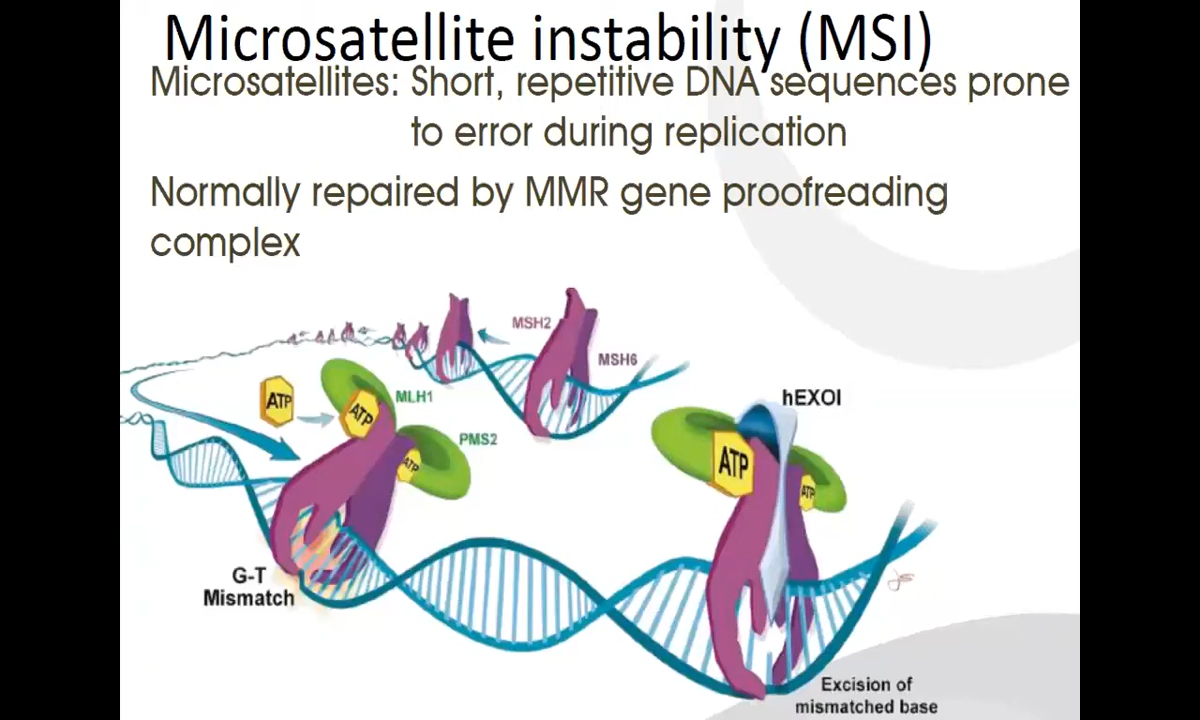 Microsatellite instability (MSI)
Microsatellites: Short, repetitive DNA sequences prone
to error during replication
Normally repaired by MMR gene proofreading
complex
MSH2
MSH6
ATP
ATP
MLH1
PMS2
ATP
hEXOI
ATP
ATP
G-T
Mismatch
Excision of
mismatched base